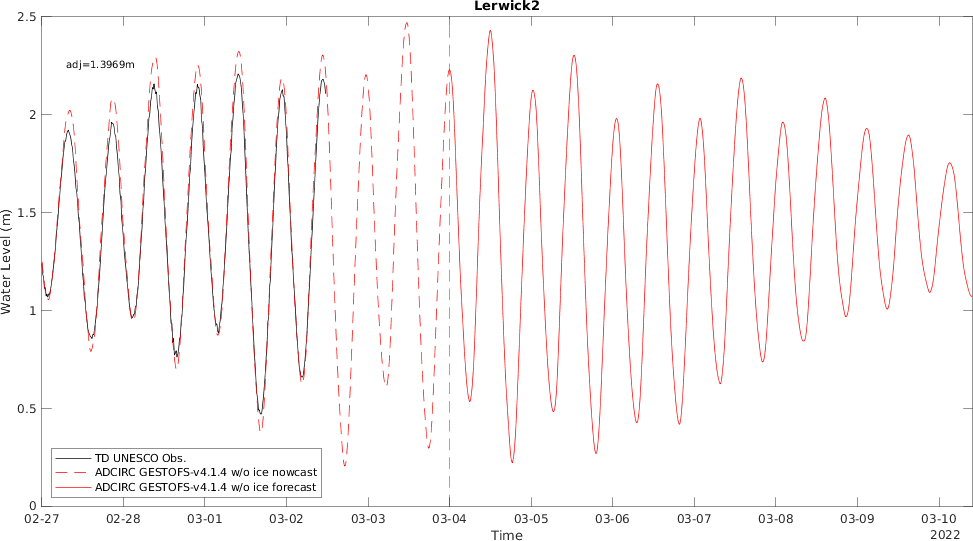 Lerwick2
adj=1.3969m
2.5
2
1.5
1
0.5
0
Water Level (m)
TD UNESCO Obs.
ADCIRC GESTOFS-v4.1.4 w/o ice nowcast
ADCIRC GESTOFS-v4.1.4 w/o ice forecast
02-27 02-28 03-01 03-02 03-03 03-04 03-05 03-06 03-07 03-08 03-09 03-10
Time
2022